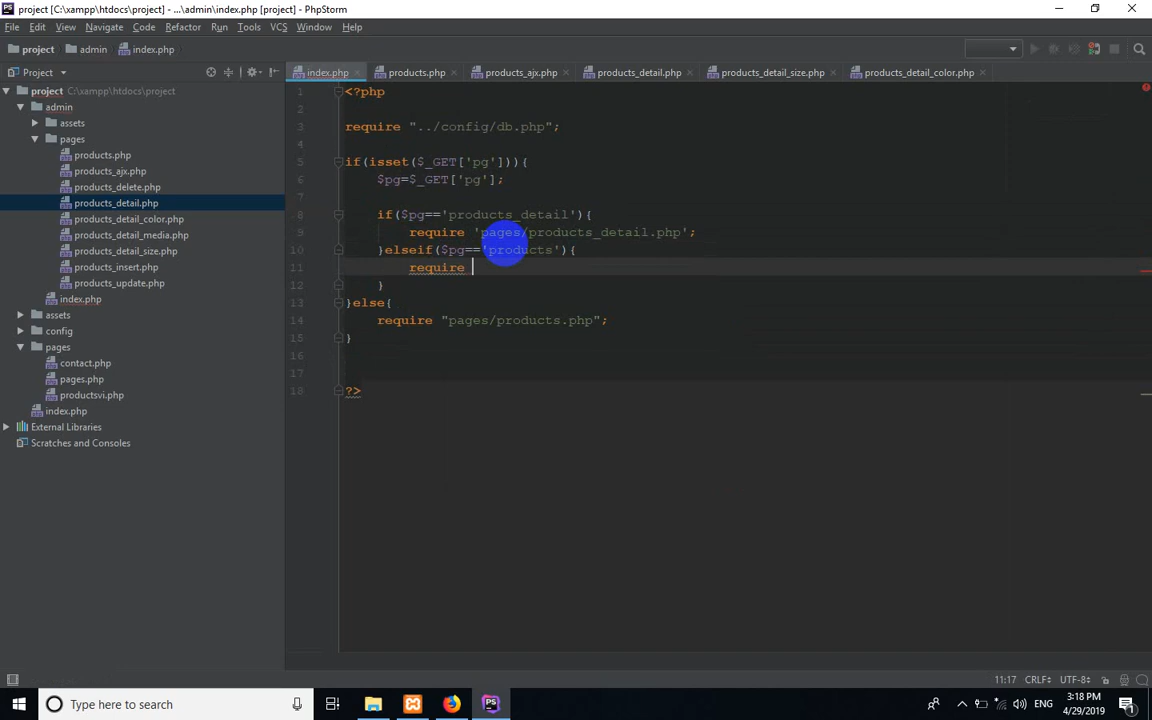 project [C:\xampp\htdocs\project] - ...\admin\index.php [project] - PhpStorm
File Edit View Navigate Code Refactor Run Tools VCS Window Help
project admin index.php
Project
index.php products.php products_ajx.php products_detail.php products_detail_size.php products_detail_color.php
project C:\xampp\htdocs\project
admin
assets
pages
products.php
products_ajx.php
products_delete.php
products_detail.php
products_detail_color.php
products_detail_media.php
products_detail_size.php
products_insert.php
products_update.php
index.php
assets
config
pages
contact.php
pages.php
productsvi.php
index.php
External Libraries
Scratches and Consoles
1 <?php
2
3 require "../config/db.php";
4
5 if(isset($_GET['pg'])){
6 $pg=$_GET['pg'];
7
8 if($pg=='products_detail'){
9 require 'pages/products_detail.php';
10 }elseif($pg=='products'){
11 require
12 }
13 }else{
14 require "pages/products.php";
15 }
16
17
18 ?>
11:17 CRLF÷ UTF-8÷
Type here to search
PS
ENG
3:18 PM
4/29/2019
1